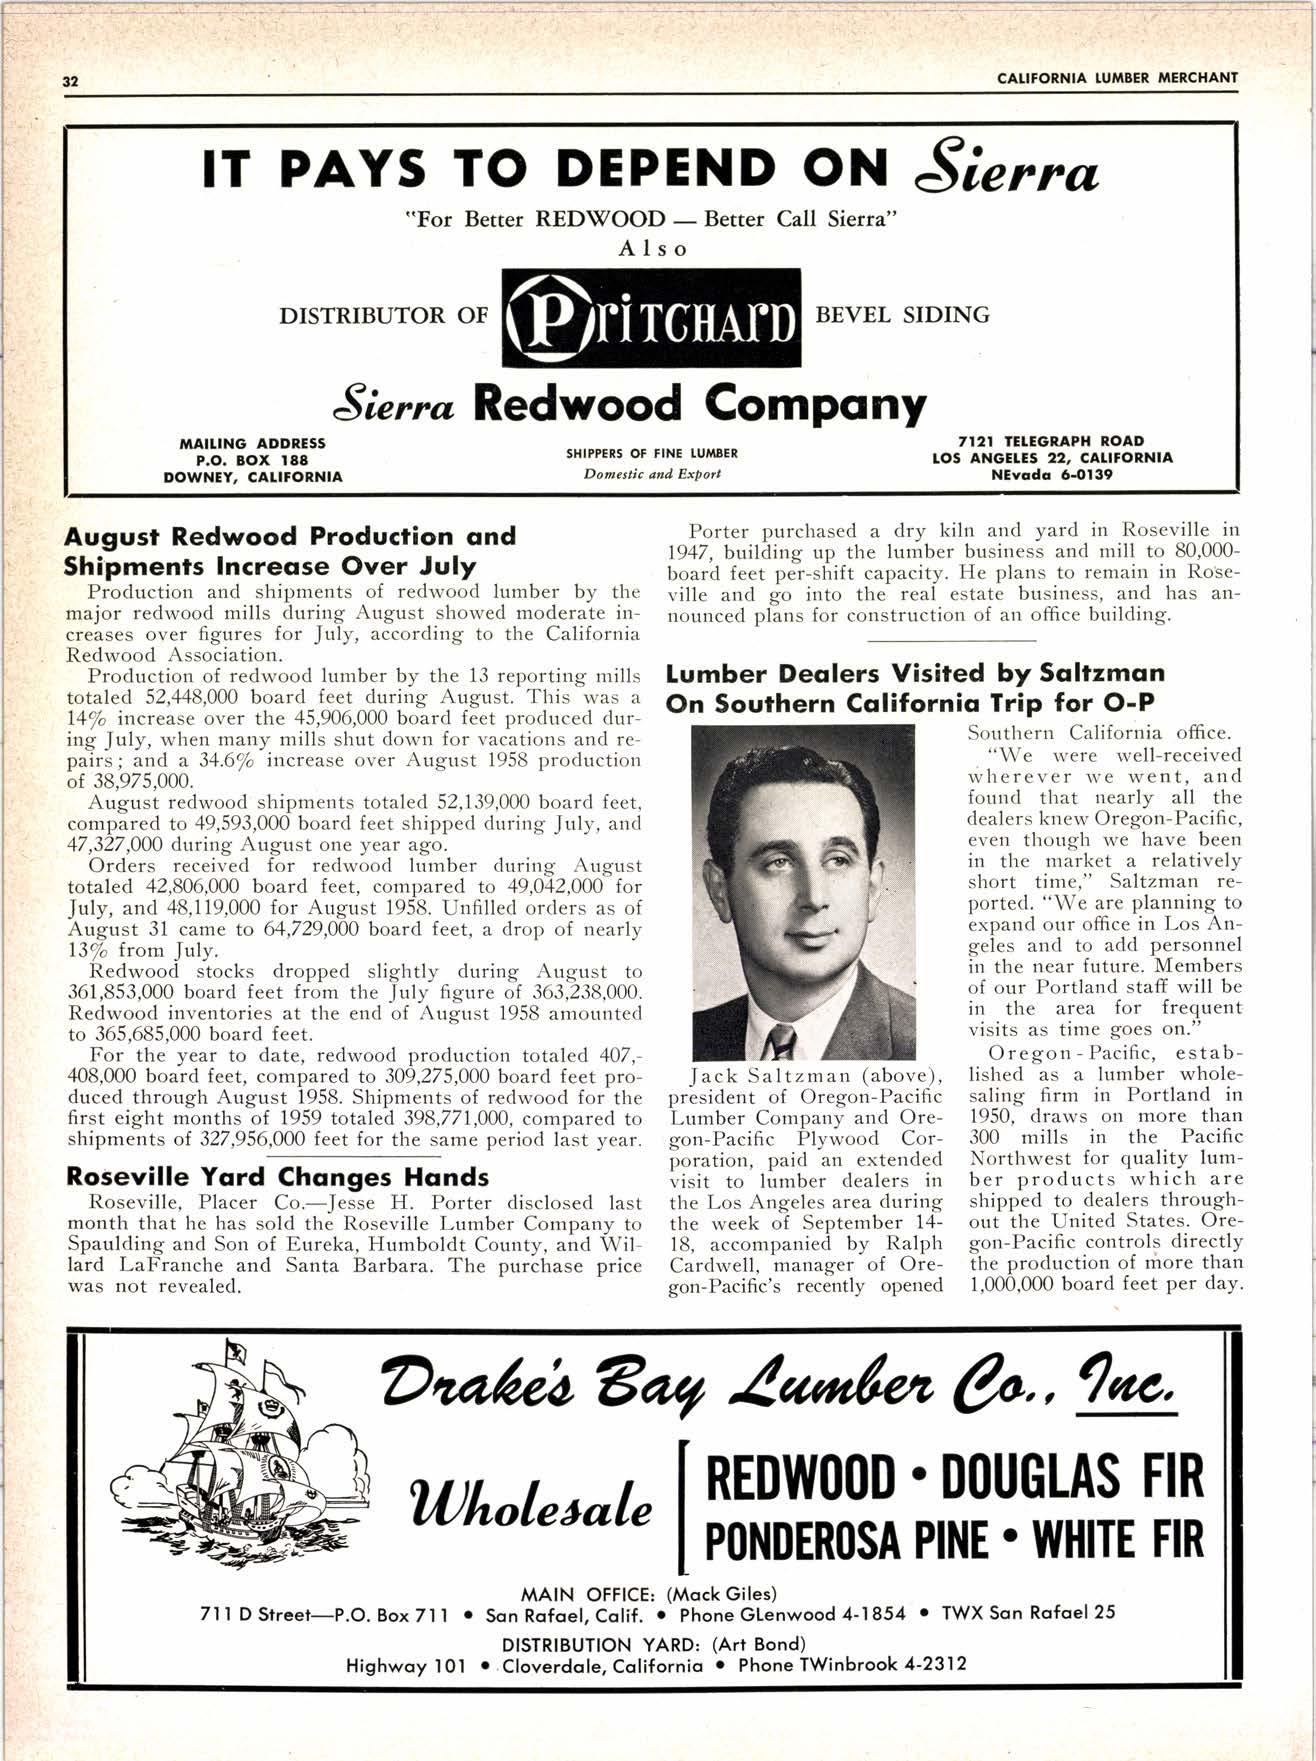 32
CALIFORNIA LUMBER MERCHANT
IT PAYS TO DEPEND ON Sierra
"For Better REDWOOD — Better Call Sierra"
Also
DISTRIBUTOR OF PRITCHARD BEVEL SIDING
Sierra Redwood Company
MAILING ADDRESS
P.O. BOX 188
DOWNEY, CALIFORNIA
SHIPPERS OF FINE LUMBER
Domestic and Export
7121 TELEGRAPH ROAD
LOS ANGELES 22, CALIFORNIA
NEvada 6-0139
August Redwood Production and
Shipments Increase Over July
Production and shipments of redwood lumber by the
major redwood mills during August showed moderate in-
creases over figures for July, according to the California
Redwood Association.
Production of redwood lumber by the 13 reporting mills
totaled 52,448,000 board feet during August. This was a
14% increase over the 45,906,000 board feet produced dur-
ing July, when many mills shut down for vacations and re-
pairs; and a 34.6% increase over August 1958 production
of 38,975,000.
August redwood shipments totaled 52,139,000 board feet,
compared to 49,593,000 board feet shipped during July, and
47,327,000 during August one year ago.
Orders received for redwood lumber during August
totaled 42,806,000 board feet, compared to 49,042,000 for
July, and 48,119,000 for August 1958. Unfilled orders as of
August 31 came to 64,729,000 board feet, a drop of nearly
13% from July.
Redwood stocks dropped slightly during August to
361,853,000 board feet from the July figure of 363,238,000.
Redwood inventories at the end of August 1958 amounted
to 365,685,000 board feet.
For the year to date, redwood production totaled 407,-
408,000 board feet, compared to 309,275,000 board feet pro-
duced through August 1958. Shipments of redwood for the
first eight months of 1959 totaled 398,771,000, compared to
shipments of 327,956,000 feet for the same period last year.
Roseville Yard Changes Hands
Roseville, Placer Co.—Jesse H. Porter disclosed last
month that he has sold the Roseville Lumber Company to
Spaulding and Son of Eureka, Humboldt County, and Wil-
lard LaFranche and Santa Barbara. The purchase price
was not revealed.
Porter purchased a dry kiln and yard in Roseville in
1947, building up the lumber business and mill to 80,000-
board feet per-shift capacity. He plans to remain in Rose-
ville and go into the real estate business, and has an-
nounced plans for construction of an office building.
Lumber Dealers Visited by Saltzman
On Southern California Trip for O-P
Jack Saltzman (above),
president of Oregon-Pacific
Lumber Company and Ore-
gon-Pacific Plywood Cor-
poration, paid an extended
visit to lumber dealers in
the Los Angeles area during
the week of September 14-
18, accompanied by Ralph
Cardwell, manager of Ore-
gon-Pacific's recently opened
Southern California office.
"We were well-received
wherever we went, and
found that nearly all the
dealers knew Oregon-Pacific,
even though we have been
in the market a relatively
short time," Saltzman re-
ported. "We are planning to
expand our office in Los An-
geles and to add personnel
in the near future. Members
of our Portland staff will be
in the area for frequent
visits as time goes on."
Oregon-Pacific, estab-
lished as a lumber whole-
saling firm in Portland in
1950, draws on more than
300 mills in the Pacific
Northwest for quality lum-
ber products which are
shipped to dealers through-
out the United States. Ore-
gon-Pacific controls directly
the production of more than
1,000,000 board feet per day.
Drake's Bay Lumber Co., Inc.
Wholesale
REDWOOD • DOUGLAS FIR
PONDEROSA PINE • WHITE FIR
MAIN OFFICE: (Mack Giles)
711 D Street—P.O. Box 711 • San Rafael, Calif. • Phone GLenwood 4-1854 • TWX San Rafael 25
DISTRIBUTION YARD: (Art Bond)
Highway 101 • Cloverdale, California • Phone TWinbrook 4-2312